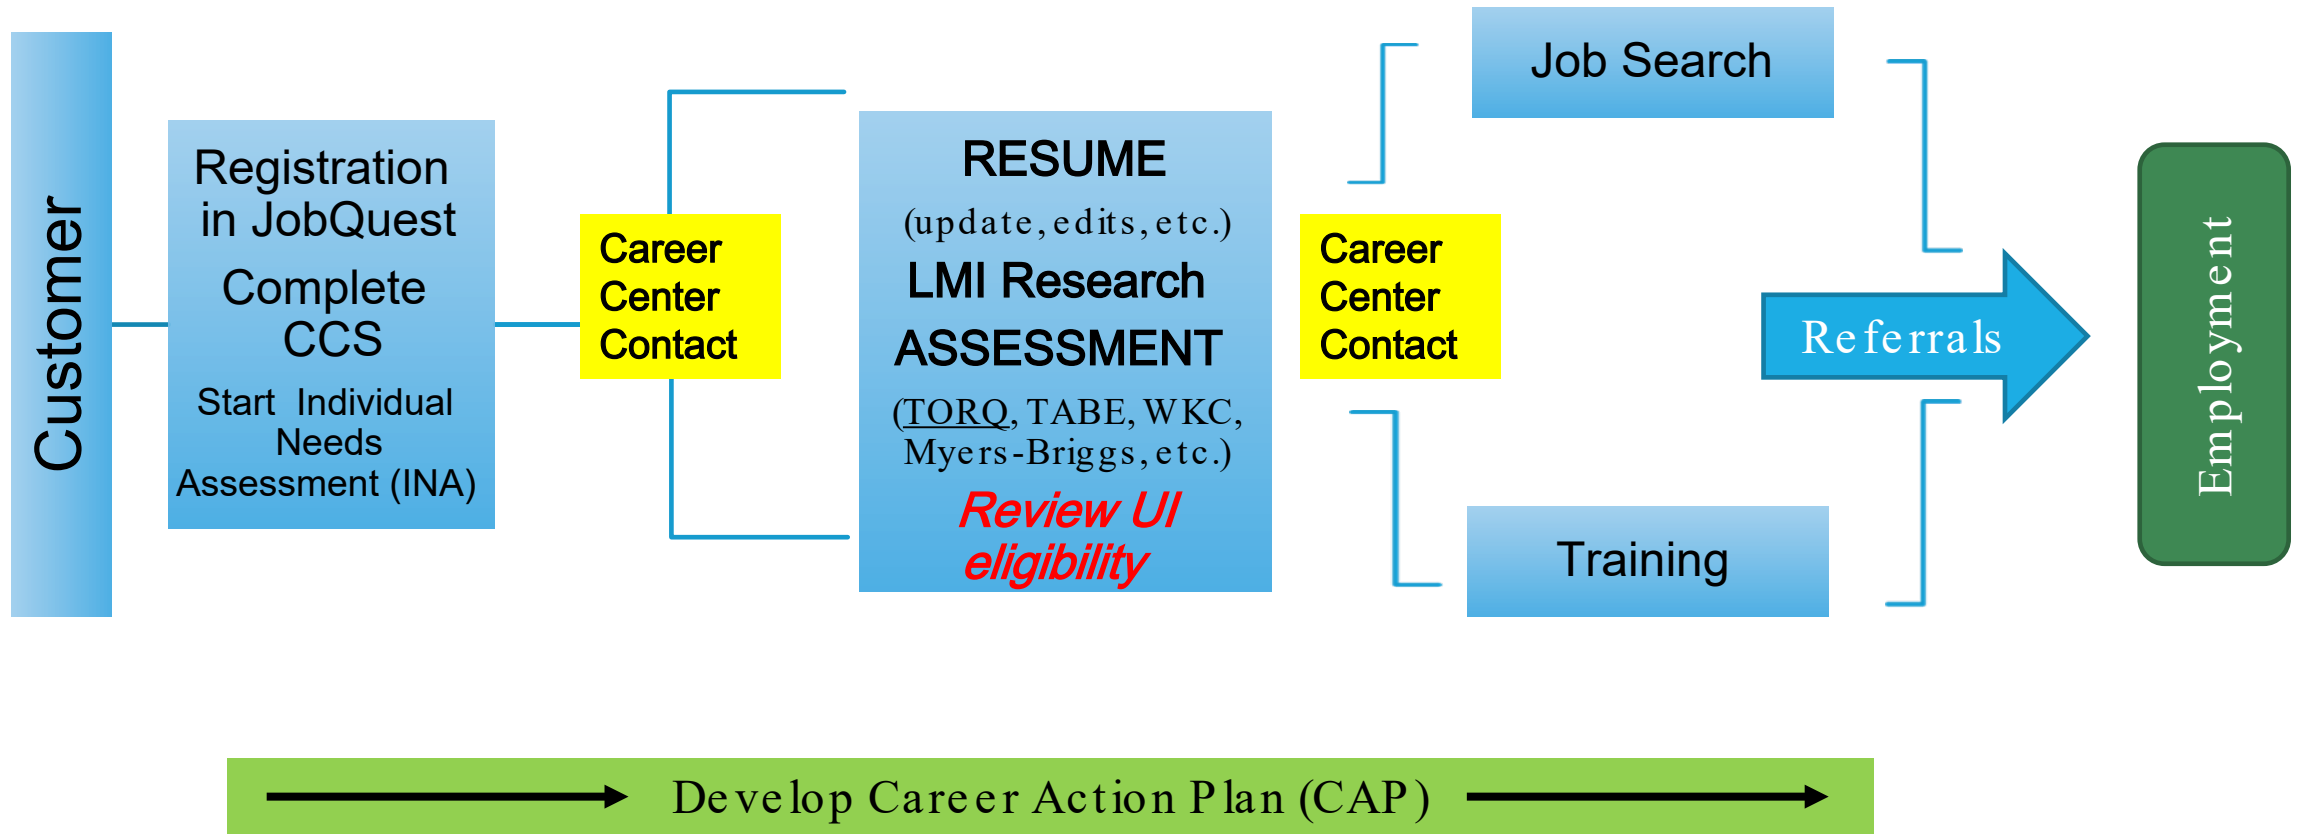 Customer
Registration
in JobQuest
Complete
CCS
Start Individual
Needs
Assessment (INA)
Career
Center
Contact
RESUME
(update, edits, etc.)
LMI Research
ASSESSMENT
(TORQ, TABE, WKC,
Myers-Briggs, etc.)
Review UI
eligibility
Career
Center
Contact
Job Search
Training
Referrals
Employment
Develop Career Action Plan (CAP)